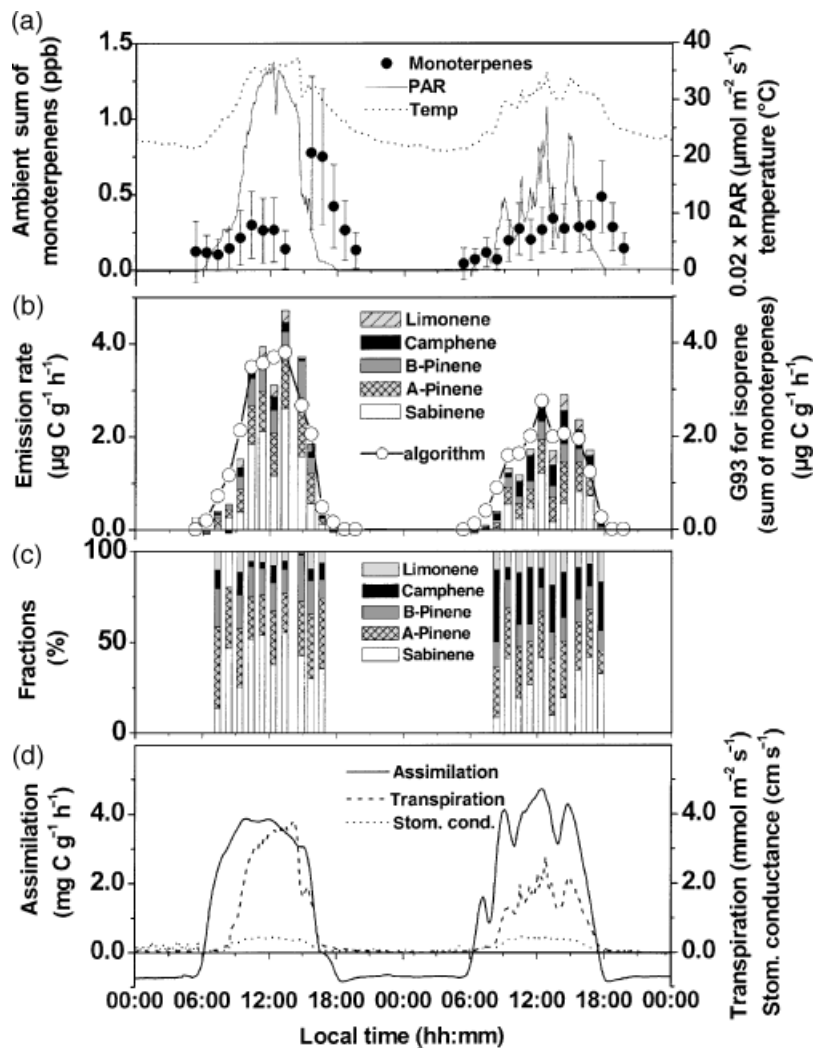 (a)
1.5
1.0
0.5
0.0
Ambient sum of
monoterpenens (ppb)
Monoterpenes
PAR
Temp
40
30
20
10
0
0.02 x PAR (µmol m⁻² s⁻¹)
temperature (°C)
(b)
4.0
2.0
0.0
Emission rate
(µg C g⁻¹ h⁻¹)
Limonene
Camphene
B-Pinene
A-Pinene
Sabinene
algorithm
4.0
2.0
0.0
G93 for isoprene
(sum of monoterpenes)
(µg C g⁻¹ h⁻¹)
(c)
100
50
0
Fractions
(%)
Limonene
Camphene
B-Pinene
A-Pinene
Sabinene
(d)
4.0
2.0
0.0
Assimilation
(mg C g⁻¹ h⁻¹)
Assimilation
Transpiration
Stom. cond.
4.0
2.0
0.0
Transpiration (mmol m⁻² s⁻¹)
Stom. conductance (cm s⁻¹)
00:00 06:00 12:00 18:00 00:00 06:00 12:00 18:00 00:00
Local time (hh:mm)